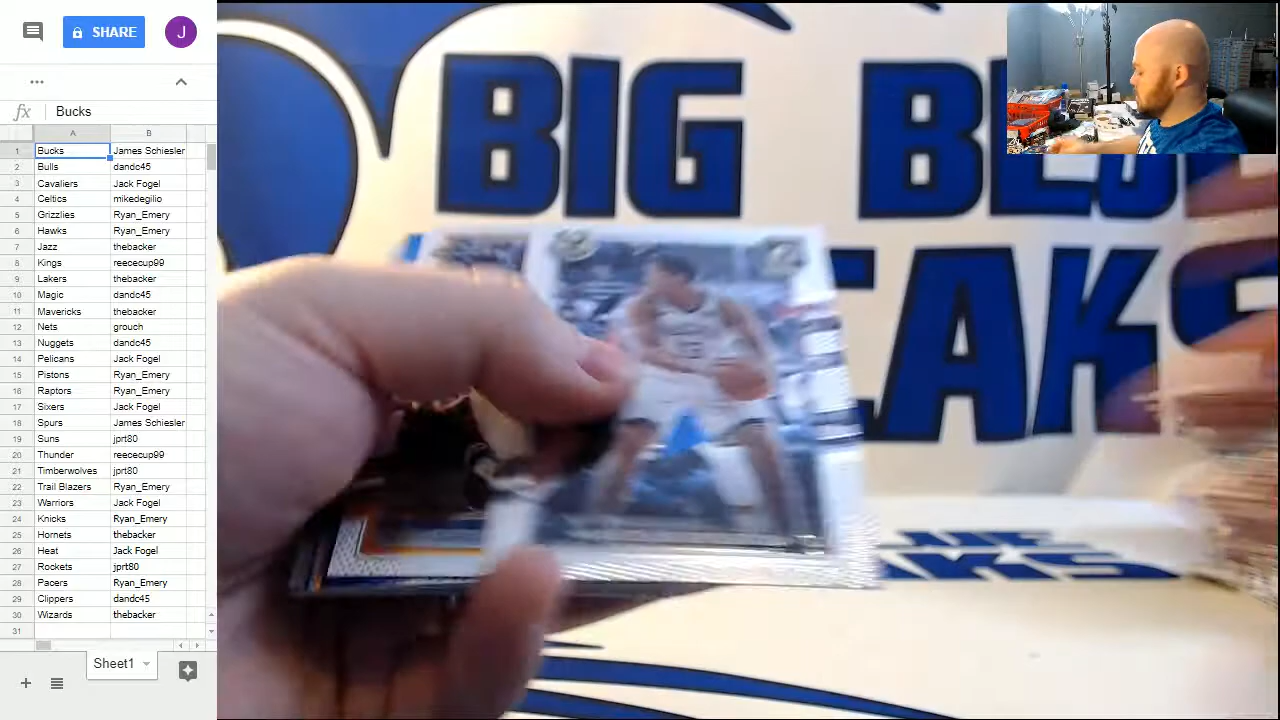 SHARE
J
fx Bucks
A B
1 Bucks James Schiesler
2 Bulls dandc45
3 Cavaliers Jack Fogel
4 Celtics mikedegilio
5 Grizzlies Ryan_Emery
6 Hawks Ryan_Emery
7 Jazz thebacker
8 Kings reececup99
9 Lakers thebacker
10 Magic dandc45
11 Mavericks thebacker
12 Nets grouch
13 Nuggets dandc45
14 Pelicans Jack Fogel
15 Pistons Ryan_Emery
16 Raptors Ryan_Emery
17 Sixers Jack Fogel
18 Spurs James Schiesler
19 Suns jprt80
20 Thunder reececup99
21 Timberwolves jprt80
22 Trail Blazers Ryan_Emery
23 Warriors Jack Fogel
24 Knicks Ryan_Emery
25 Hornets thebacker
26 Heat Jack Fogel
27 Rockets jprt80
28 Pacers Ryan_Emery
29 Clippers dandc45
30 Wizards thebacker
31
Sheet1
BIG BLU
EAKS